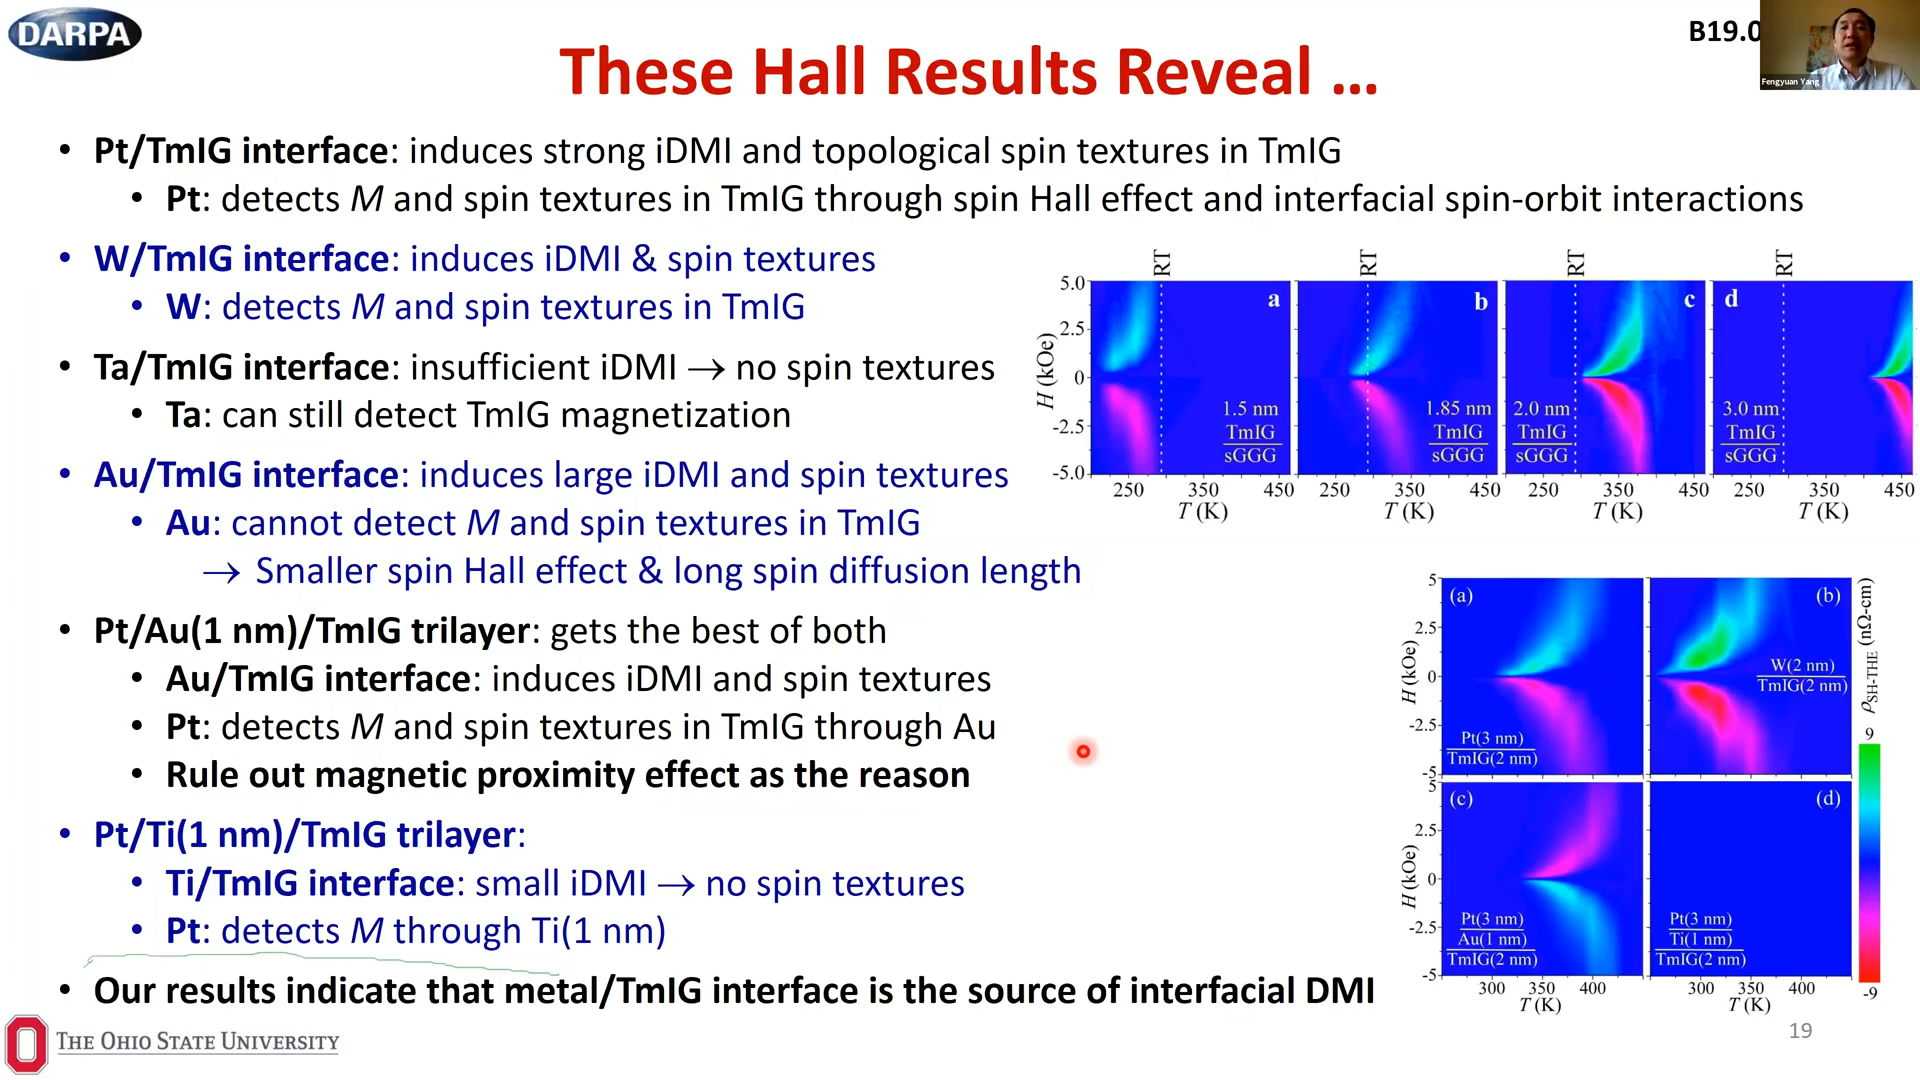 DARPA
B19.0
Fengyuan Yang
These Hall Results Reveal ...
• Pt/TmIG interface: induces strong iDMI and topological spin textures in TmIG
• Pt: detects M and spin textures in TmIG through spin Hall effect and interfacial spin-orbit interactions
• W/TmIG interface: induces iDMI & spin textures
• W: detects M and spin textures in TmIG
• Ta/TmIG interface: insufficient iDMI → no spin textures
• Ta: can still detect TmIG magnetization
• Au/TmIG interface: induces large iDMI and spin textures
• Au: cannot detect M and spin textures in TmIG
→ Smaller spin Hall effect & long spin diffusion length
• Pt/Au(1 nm)/TmIG trilayer: gets the best of both
• Au/TmIG interface: induces iDMI and spin textures
• Pt: detects M and spin textures in TmIG through Au
• Rule out magnetic proximity effect as the reason
• Pt/Ti(1 nm)/TmIG trilayer:
• Ti/TmIG interface: small iDMI → no spin textures
• Pt: detects M through Ti(1 nm)
• Our results indicate that metal/TmIG interface is the source of interfacial DMI
RT RT RT RT
5.0 a b c d
2.5
H (kOe)
0
-2.5
-5.0
1.5 nm
TmIG
sGGG
1.85 nm
TmIG
sGGG
2.0 nm
TmIG
sGGG
3.0 nm
TmIG
sGGG
250 350 450 250 350 450 250 350 450 250 350 450
T (K) T (K) T (K) T (K)
5 (a) (b)
2.5
H (kOe)
0
-2.5
-5
Pt(3 nm)
TmIG(2 nm)
W(2 nm)
TmIG(2 nm)
ρSH-THE (nΩ-cm)
9
-9
5 (c) (d)
2.5
H (kOe)
0
-2.5
-5
Pt(3 nm)
Au(1 nm)
TmIG(2 nm)
Pt(3 nm)
Ti(1 nm)
TmIG(2 nm)
300 350 400 300 350 400
T (K) T (K)
THE OHIO STATE UNIVERSITY
19